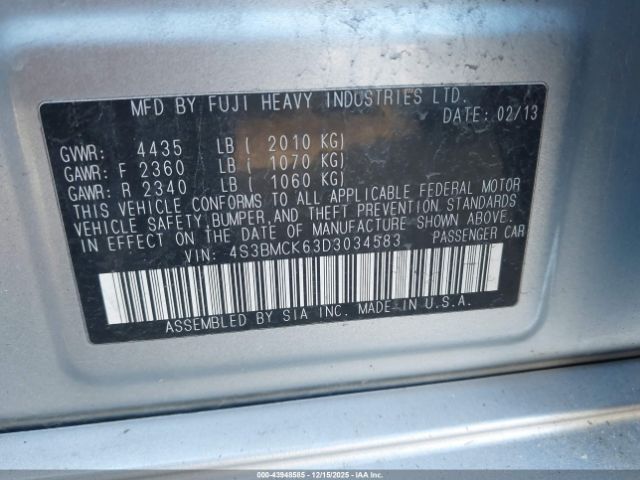 MFD BY FUJI HEAVY INDUSTRIES LTD.
DATE: 02/13
GVWR: 4435 LB ( 2010 KG)
GAWR: F 2360 LB ( 1070 KG)
GAWR: R 2340 LB ( 1060 KG)
THIS VEHICLE CONFORMS TO ALL APPLICABLE FEDERAL MOTOR
VEHICLE SAFETY,BUMPER,AND THEFT PREVENTION STANDARDS
IN EFFECT ON THE DATE OF MANUFACTURE SHOWN ABOVE.
VIN: 4S3BMCK63D3034583 PASSENGER CAR
ASSEMBLED BY SIA INC. MADE IN U.S.A.
000-43948585 - 12/15/2025 - IAA Inc.